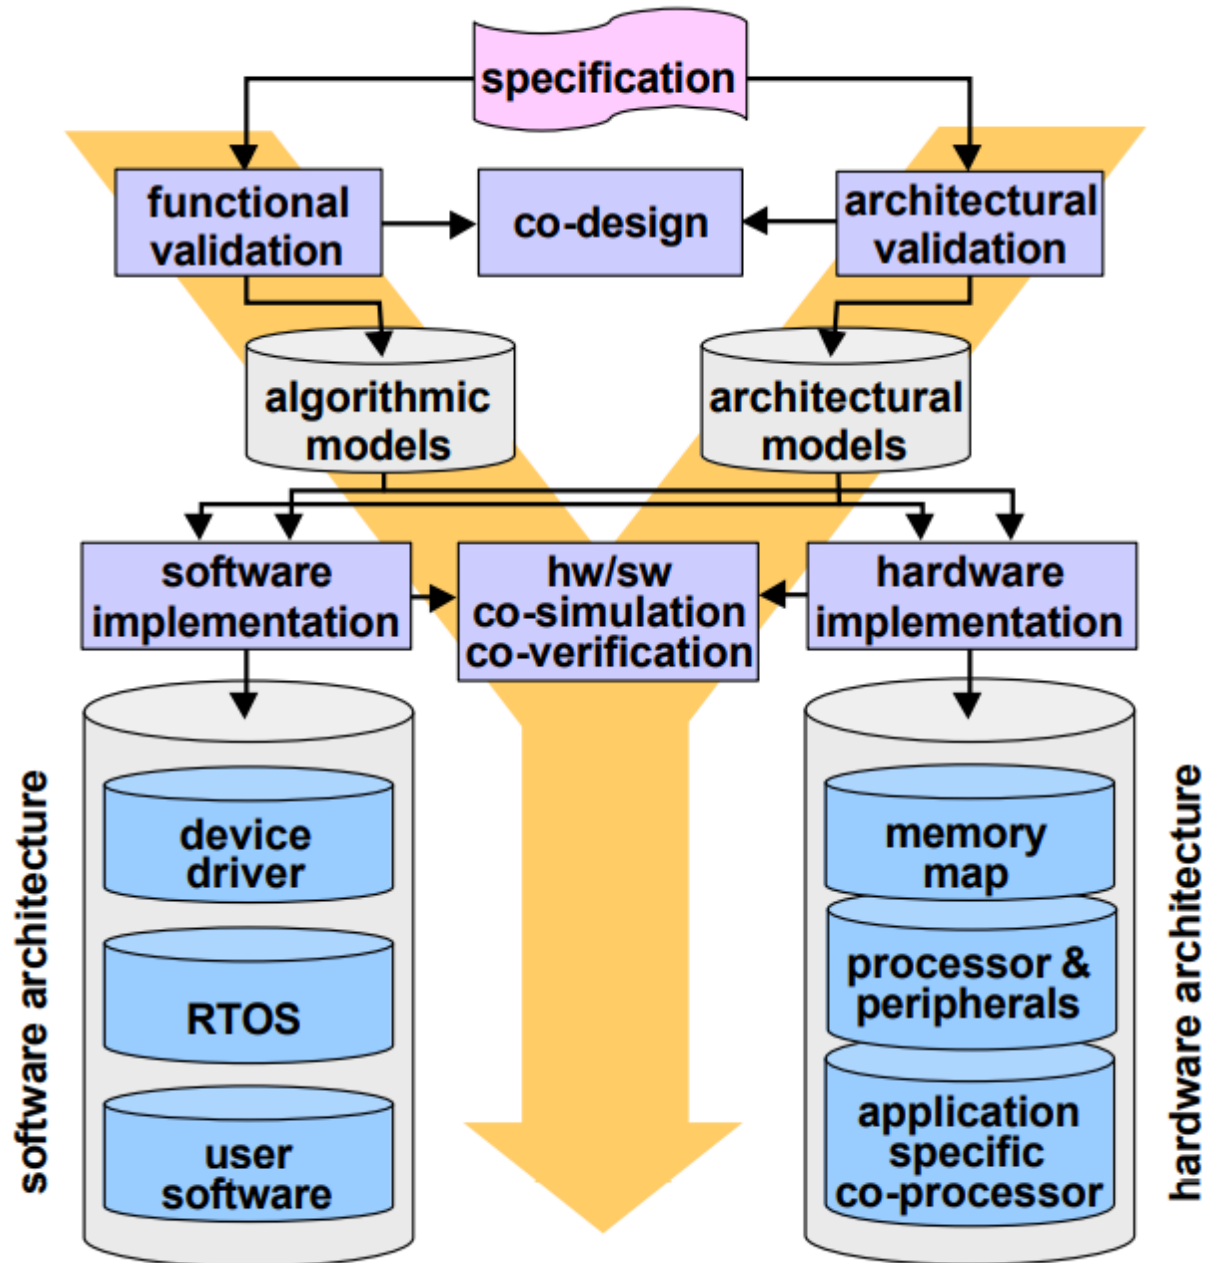 specification
functional
validation
co-design
architectural
validation
algorithmic
models
architectural
models
software
implementation
hw/sw
co-simulation
co-verification
hardware
implementation
software architecture
device
driver
RTOS
user
software
memory
map
processor &
peripherals
application
specific
co-processor
hardware architecture